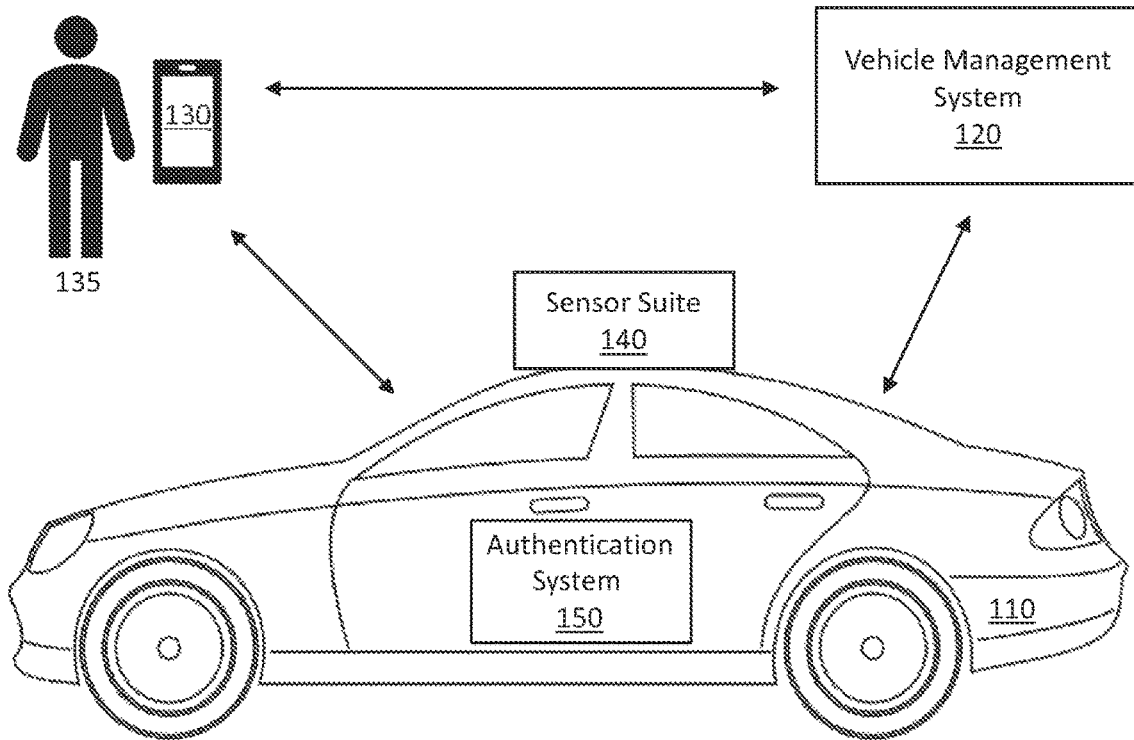 130
135
Vehicle Management
System
120
Sensor Suite
140
Authentication
System
150
110